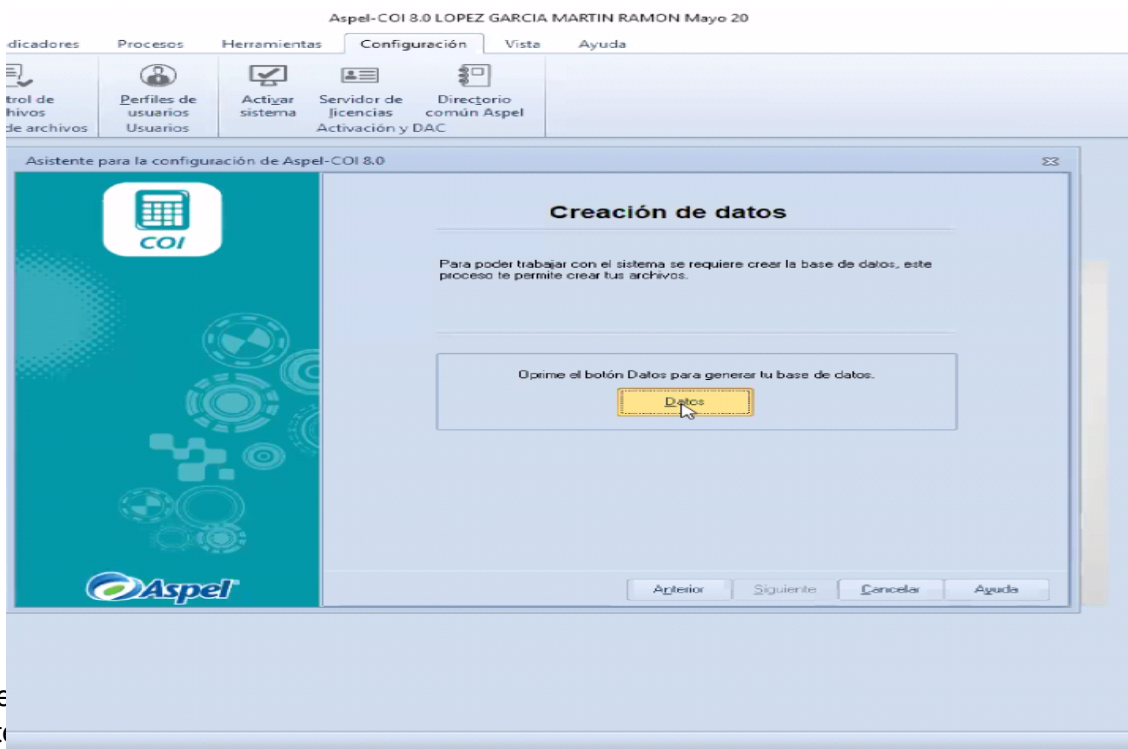 Aspel-COI 8.0 LOPEZ GARCIA MARTIN RAMON Mayo 20
dicadores Procesos Herramientas Configuración Vista Ayuda
trol de Perfiles de Activar Servidor de Directorio
hivos usuarios sistema licencias común Aspel
de archivos Usuarios Activación y DAC
Asistente para la configuración de Aspel-COI 8.0
COI
Creación de datos
Para poder trabajar con el sistema se requiere crear la base de datos, este
proceso te permite crear tus archivos.
Oprime el botón Datos para generar tu base de datos.
Datos
Aspel
Anterior Siguiente Cancelar Ayuda